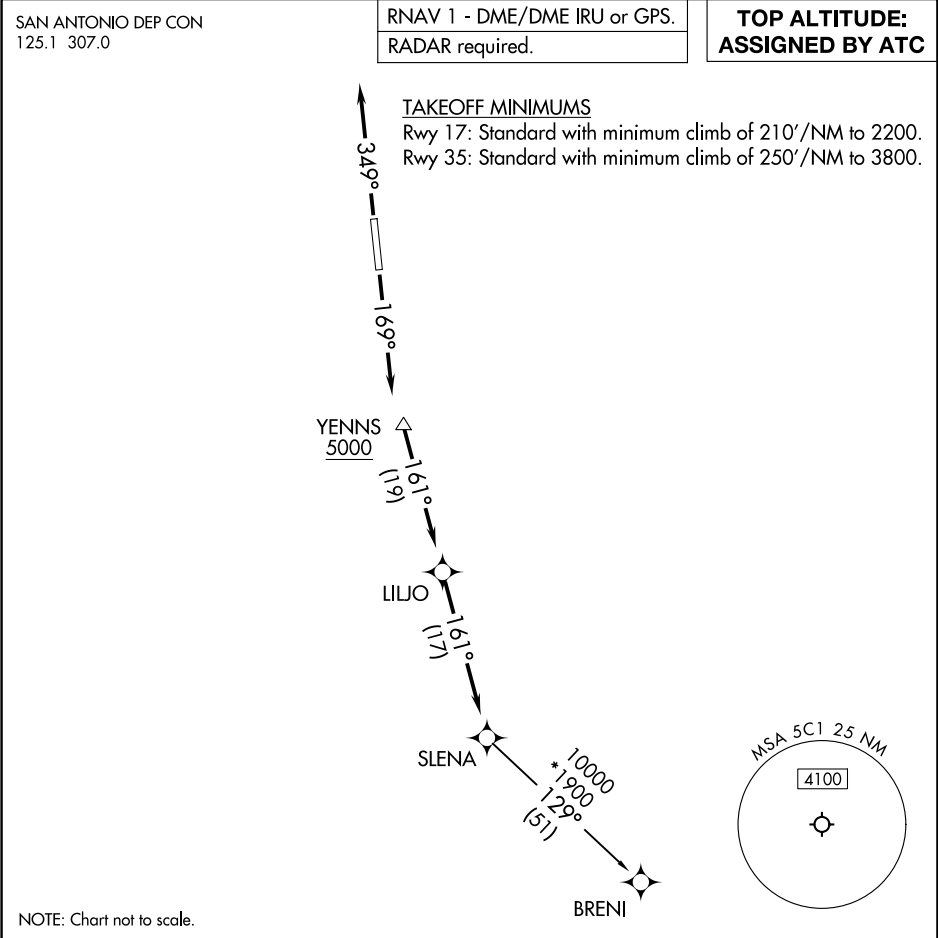 SAN ANTONIO DEP CON
125.1 307.0
RNAV 1 - DME/DME IRU or GPS.
RADAR required.
TOP ALTITUDE:
ASSIGNED BY ATC
TAKEOFF MINIMUMS
Rwy 17: Standard with minimum climb of 210'/NM to 2200.
Rwy 35: Standard with minimum climb of 250'/NM to 3800.
349°
169°
YENNS
5000
161°
(19)
LILJO
161°
(17)
SLENA
10000
*1900
129°
(51)
BRENI
MSA 5C1 25 NM
4100
NOTE: Chart not to scale.